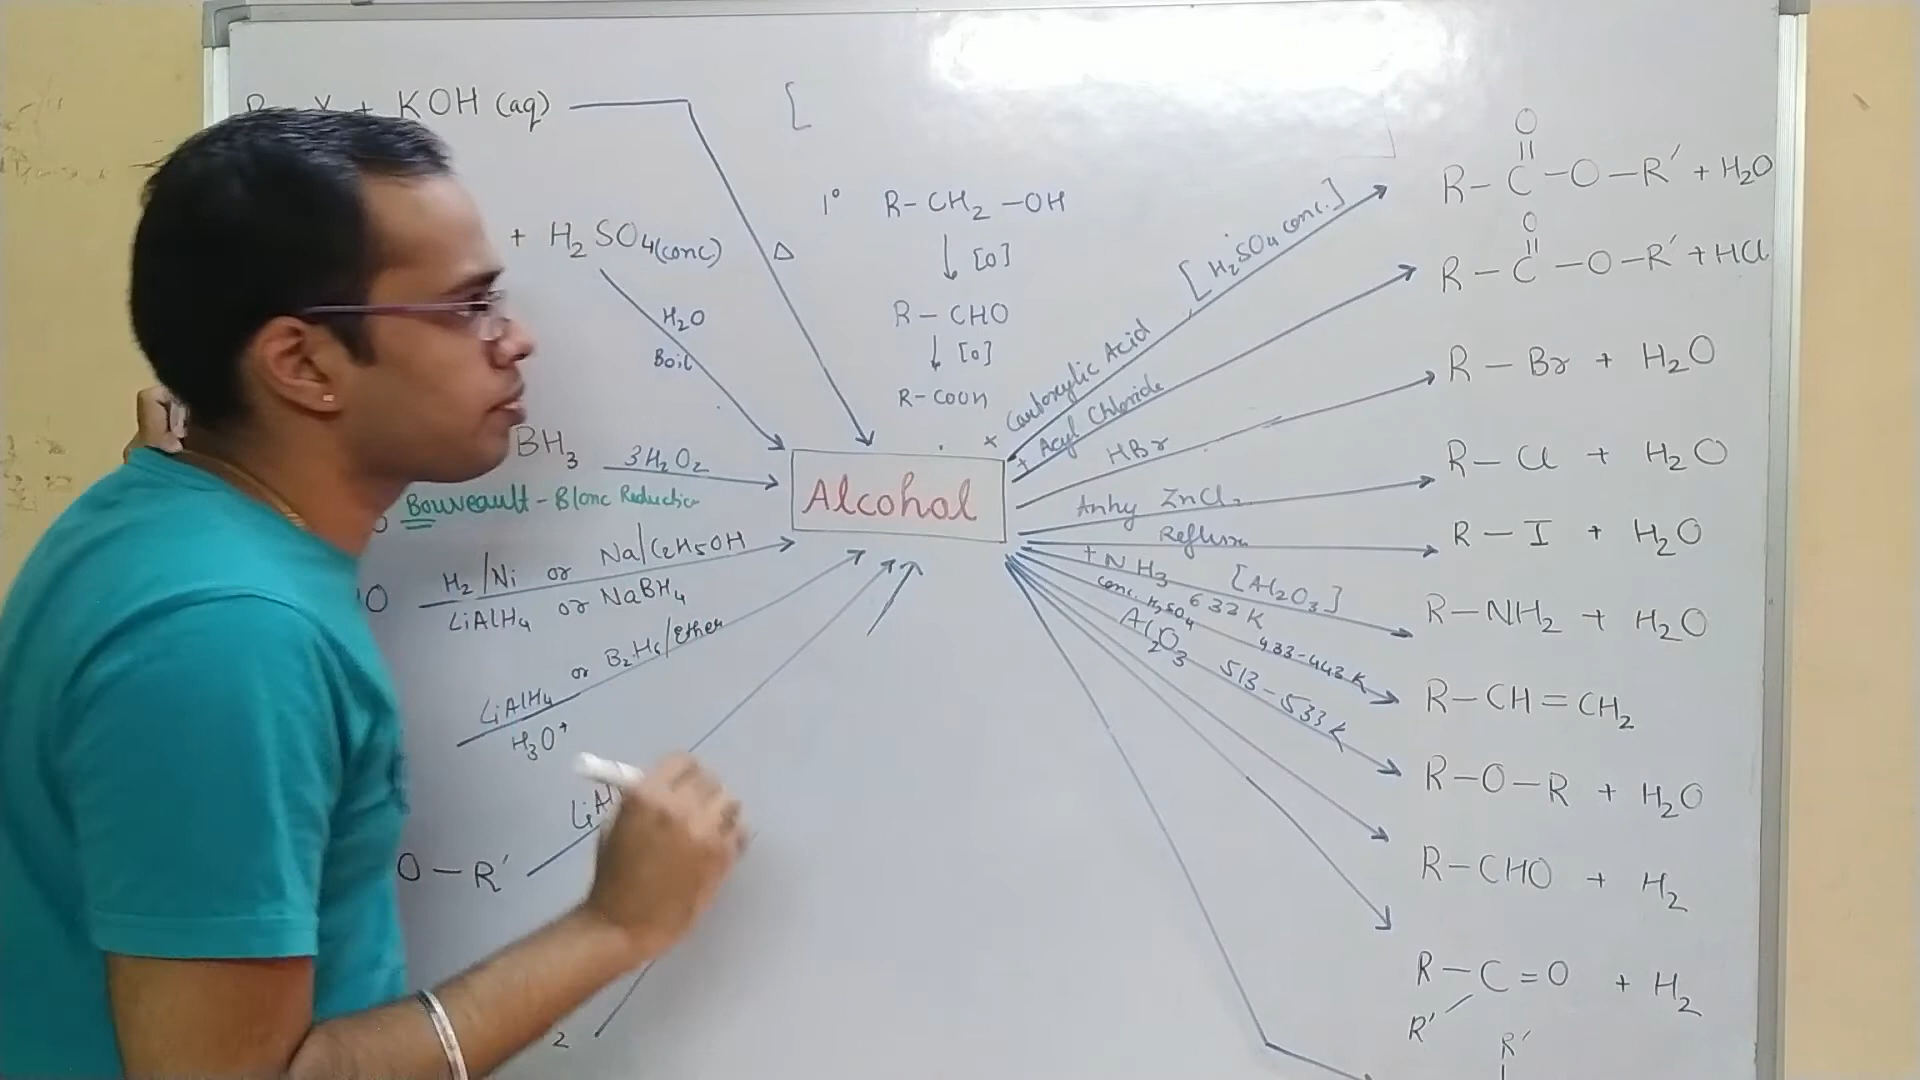 R - X + KOH (aq)
Δ
+ H2SO4(conc)
H2O
Boil
BH3 3H2O2
Bouveault - Blanc Reduction
O
H2/Ni or Na/C2H5OH
LiAlH4 or NaBH4
LiAlH4 or B2H6/Ether
H3O+
LiAl
O - R'
2
1° R - CH2 - OH
[O]
R - CHO
[O]
R - COOH
Alcohol
+ Carboxylic Acid [H2SO4 conc.]
+ Acyl Chloride
HBr
Anhy ZnCl2
Reflux
+ NH3 [Al2O3]
632 K
conc. H2SO4 433-443 K
Al2O3 513-533 K
O
||
R - C - O - R' + H2O
O
||
R - C - O - R' + HCl
R - Br + H2O
R - Cl + H2O
R - I + H2O
R - NH2 + H2O
R - CH = CH2
R - O - R + H2O
R - CHO + H2
R - C = O + H2
R'
R'